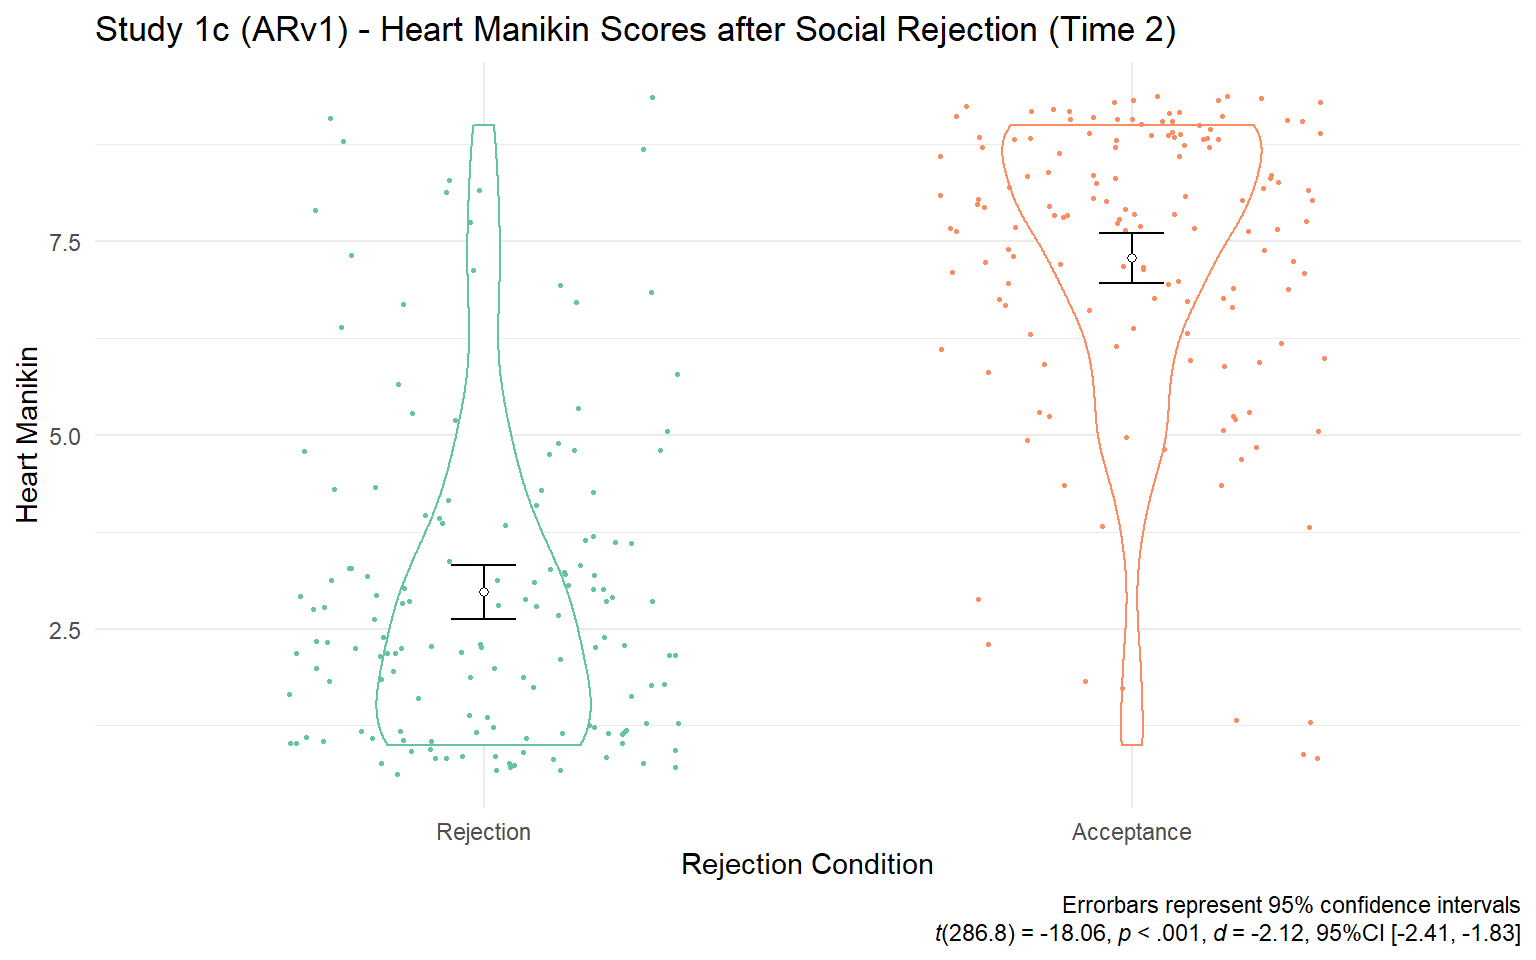 Study 1c (ARv1) - Heart Manikin Scores after Social Rejection (Time 2)
Heart Manikin
7.5
5.0
2.5
Rejection
Acceptance
Rejection Condition
Errorbars represent 95% confidence intervals
t(286.8) = -18.06, p < .001, d = -2.12, 95%CI [-2.41, -1.83]